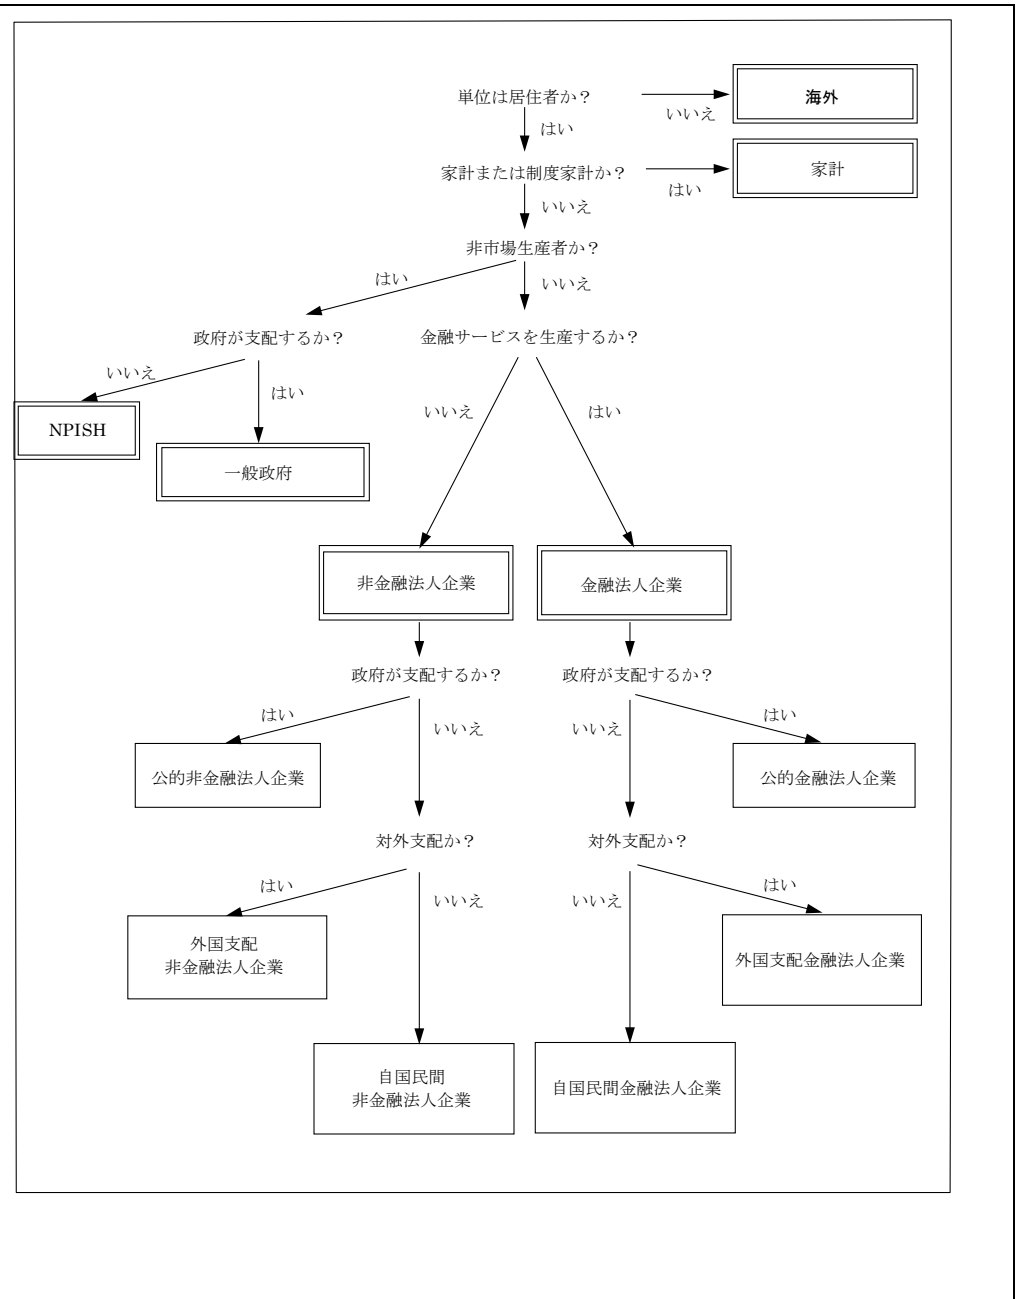 単位は居住者か？
いいえ
海外
はい
家計または制度家計か？
はい
家計
いいえ
非市場生産者か？
はい
いいえ
政府が支配するか？
金融サービスを生産するか？
いいえ
はい
いいえ
はい
NPISH
一般政府
非金融法人企業
金融法人企業
政府が支配するか？
政府が支配するか？
はい
いいえ
いいえ
はい
公的非金融法人企業
公的金融法人企業
対外支配か？
対外支配か？
はい
いいえ
いいえ
はい
外国支配
非金融法人企業
外国支配金融法人企業
自国民間
非金融法人企業
自国民間金融法人企業